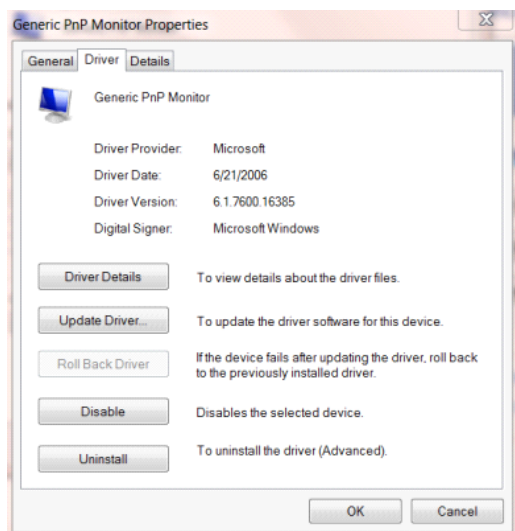 Generic PnP Monitor Properties
General Driver Details
Generic PnP Monitor
Driver Provider: Microsoft
Driver Date: 6/21/2006
Driver Version: 6.1.7600.16385
Digital Signer: Microsoft Windows
Driver Details To view details about the driver files.
Update Driver... To update the driver software for this device.
Roll Back Driver If the device fails after updating the driver, roll back
to the previously installed driver.
Disable Disables the selected device.
Uninstall To uninstall the driver (Advanced).
OK Cancel